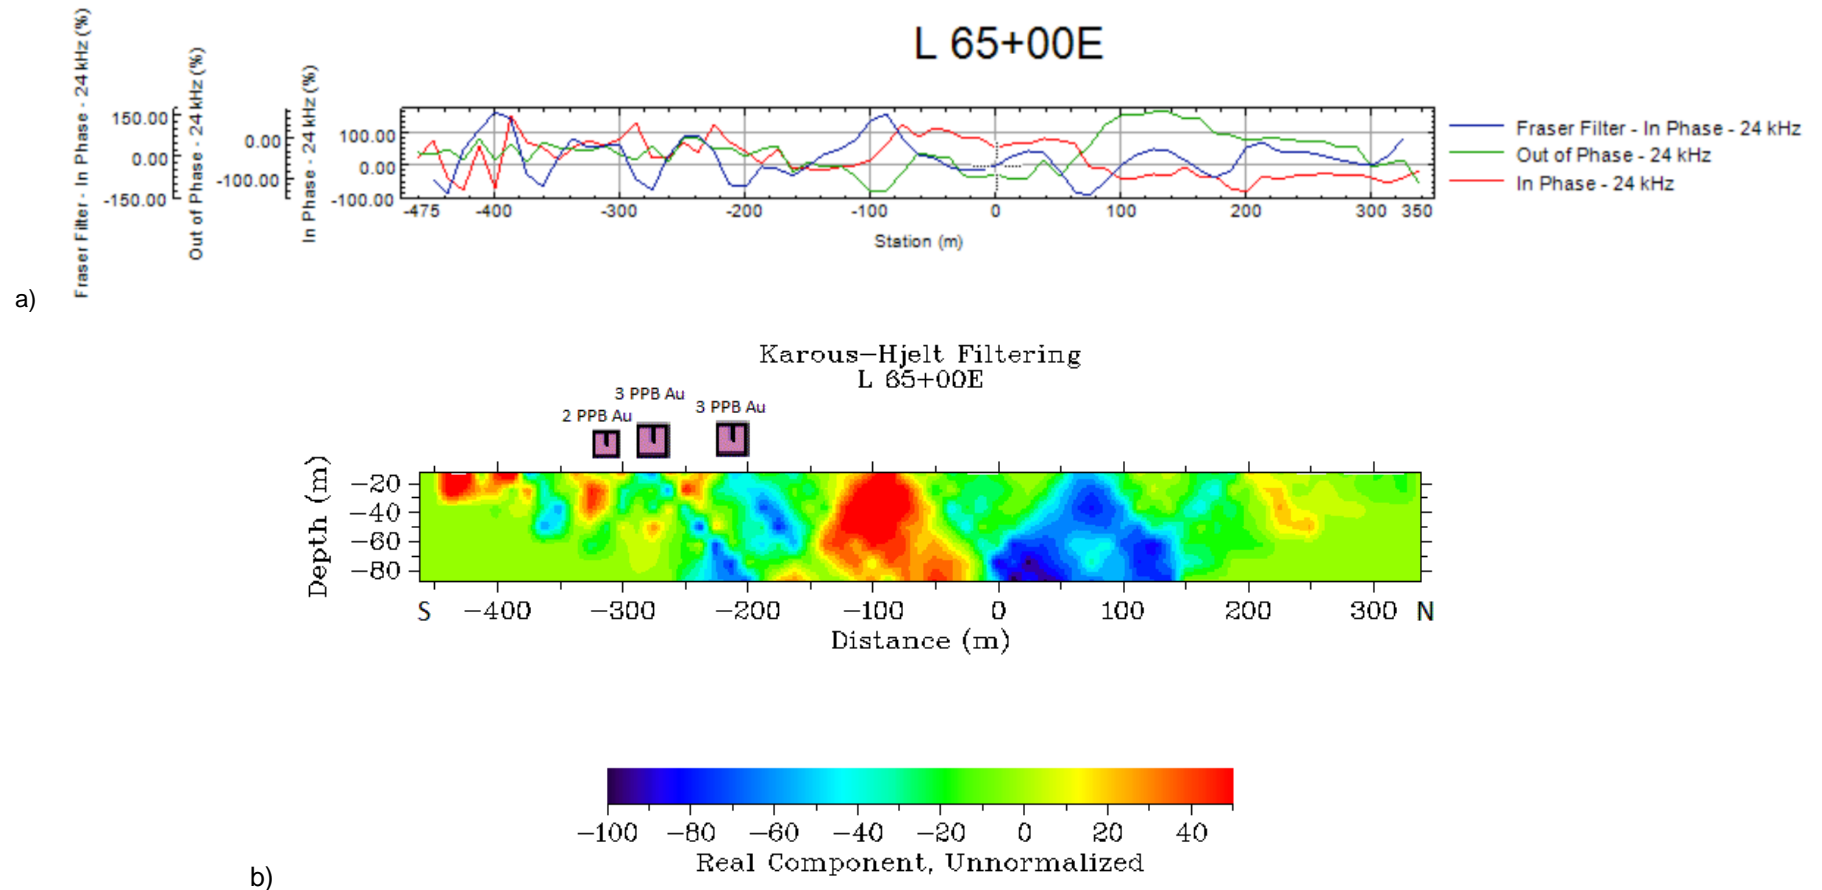 L 65+00E
Fraser Filter - In Phase - 24 kHz (%)
150.00
0.00
-150.00
Out of Phase - 24 kHz (%)
0.00
-100.00
In Phase - 24 kHz (%)
100.00
0.00
-100.00
-475 -400 -300 -200 -100 0 100 200 300 350
Station (m)
Fraser Filter - In Phase - 24 kHz
Out of Phase - 24 kHz
In Phase - 24 kHz
a)
Karous-Hjelt Filtering
L 65+00E
3 PPB Au
2 PPB Au
3 PPB Au
Depth (m)
-20
-40
-60
-80
S -400 -300 -200 -100 0 100 200 300 N
Distance (m)
-100 -80 -60 -40 -20 0 20 40
Real Component, Unnormalized
b)